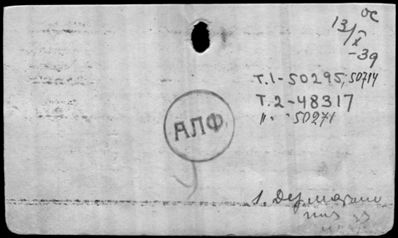 ос
13/X
-39
Т.1-50295, 50714
Т.2-48317
" " 50271
АЛФ